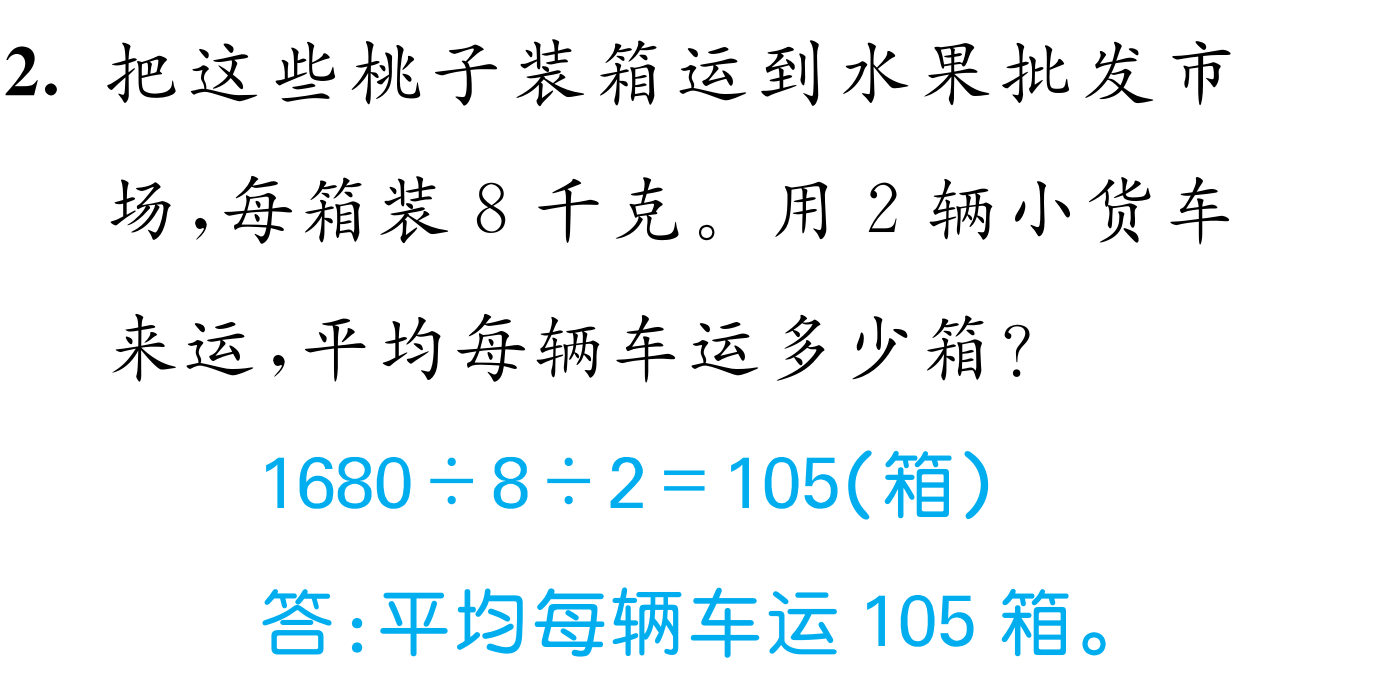 2. 把这些桃子装箱运到水果批发市
场,每箱装 8 千克。用 2 辆小货车
来运,平均每辆车运多少箱?
1680÷8÷2=105(箱)
答:平均每辆车运 105 箱。